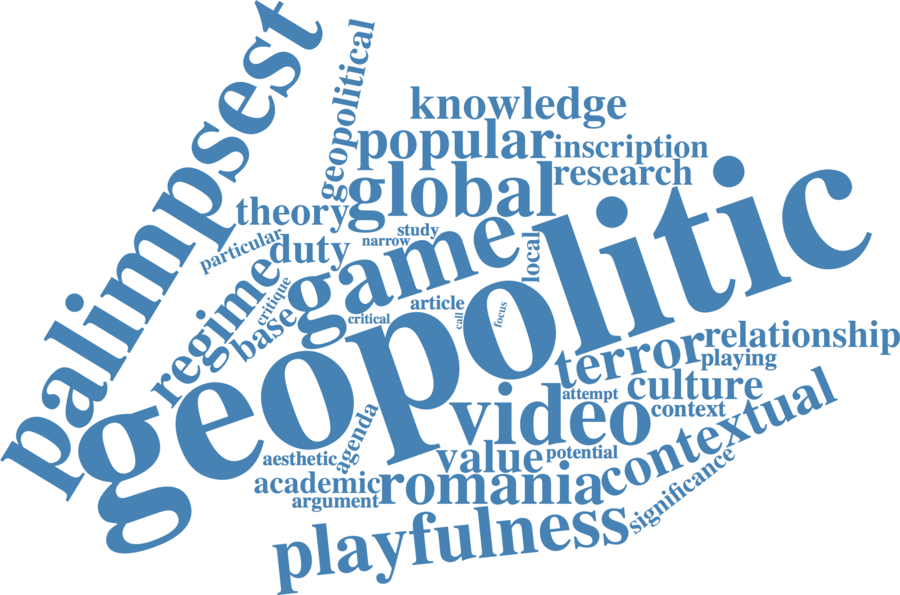 palimpsest
geopolitical
knowledge
popular
inscription
research
global
theory
study
narrow
particular
duty
local
game
geopolitic
regime
critique
base
article
critical
call
focus
relationship
terror
playing
attempt
culture
context
video
contextual
agenda
aesthetic
value
potential
academic
romania
argument
significance
playfulness